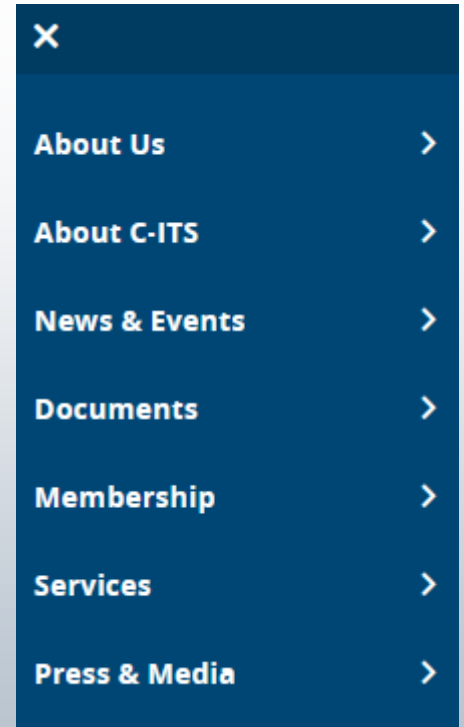 About Us
About C-ITS
News & Events
Documents
Membership
Services
Press & Media